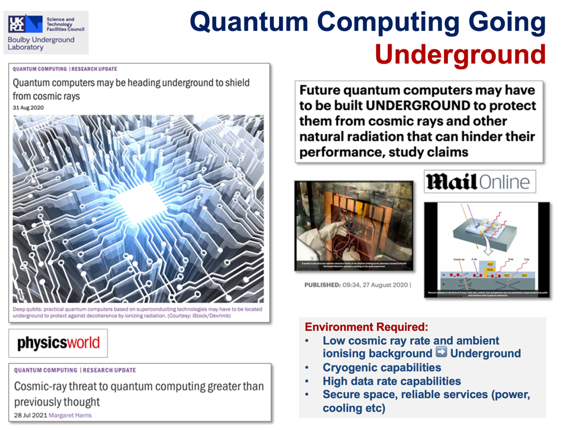 Quantum Computing Going
Underground
UK
RI
Science and
Technology
Facilities Council
Boulby Underground
Laboratory
QUANTUM COMPUTING | RESEARCH UPDATE
Quantum computers may be heading underground to shield
from cosmic rays
31 Aug 2020
Deep qubits: practical quantum computers based on superconducting technologies may have to be located
underground to protect against decoherence by ionizing radiation. (Courtesy: iStock/Devrimb)
physicsworld
QUANTUM COMPUTING | RESEARCH UPDATE
Cosmic-ray threat to quantum computing greater than
previously thought
28 Jul 2021 Margaret Harris
Future quantum computers may have
to be built UNDERGROUND to protect
them from cosmic rays and other
natural radiation that can hinder their
performance, study claims
Mail Online
PUBLISHED: 09:34, 27 August 2020 |
Environment Required:
• Low cosmic ray rate and ambient
ionising background ➡ Underground
• Cryogenic capabilities
• High data rate capabilities
• Secure space, reliable services (power,
cooling etc)